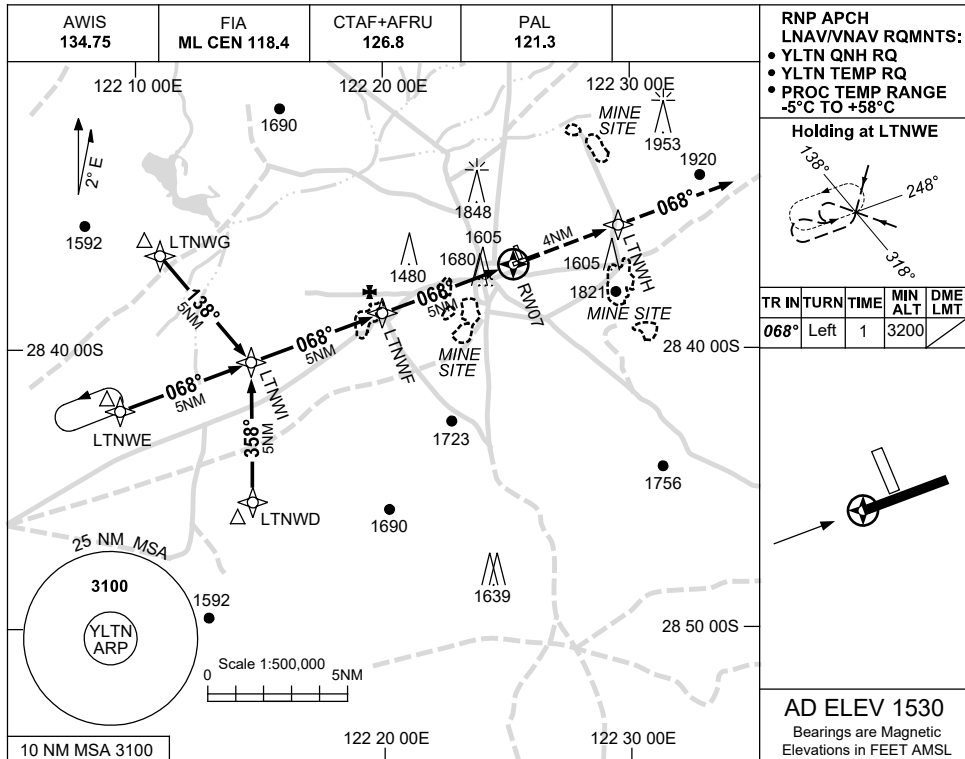 AWIS
134.75
FIA
ML CEN 118.4
CTAF+AFRU
126.8
PAL
121.3
RNP APCH
LNAV/VNAV RQMNTS:
• YLTN QNH RQ
• YLTN TEMP RQ
• PROC TEMP RANGE
-5°C TO +58°C
122 10 00E
122 20 00E
122 30 00E
2° E
1690
MINE
SITE
1953
1920
1848
1592
LTNWG
1605
1480
1680
4NM
068°
LTNWH
1605
1821
MINE SITE
RW07
068°
5NM
138°
5NM
068°
5NM
LTNWF
MINE
SITE
28 40 00S
28 40 00S
LTNWI
068°
5NM
LTNWE
358°
5NM
LTNWD
1723
1756
1690
1639
1592
25 NM MSA
3100
YLTN
ARP
Scale 1:500,000
0
5NM
28 50 00S
10 NM MSA 3100
122 20 00E
122 30 00E
Holding at LTNWE
138°
248°
318°
TR IN TURN TIME MIN ALT DME LMT
068° Left 1 3200
AD ELEV 1530
Bearings are Magnetic
Elevations in FEET AMSL